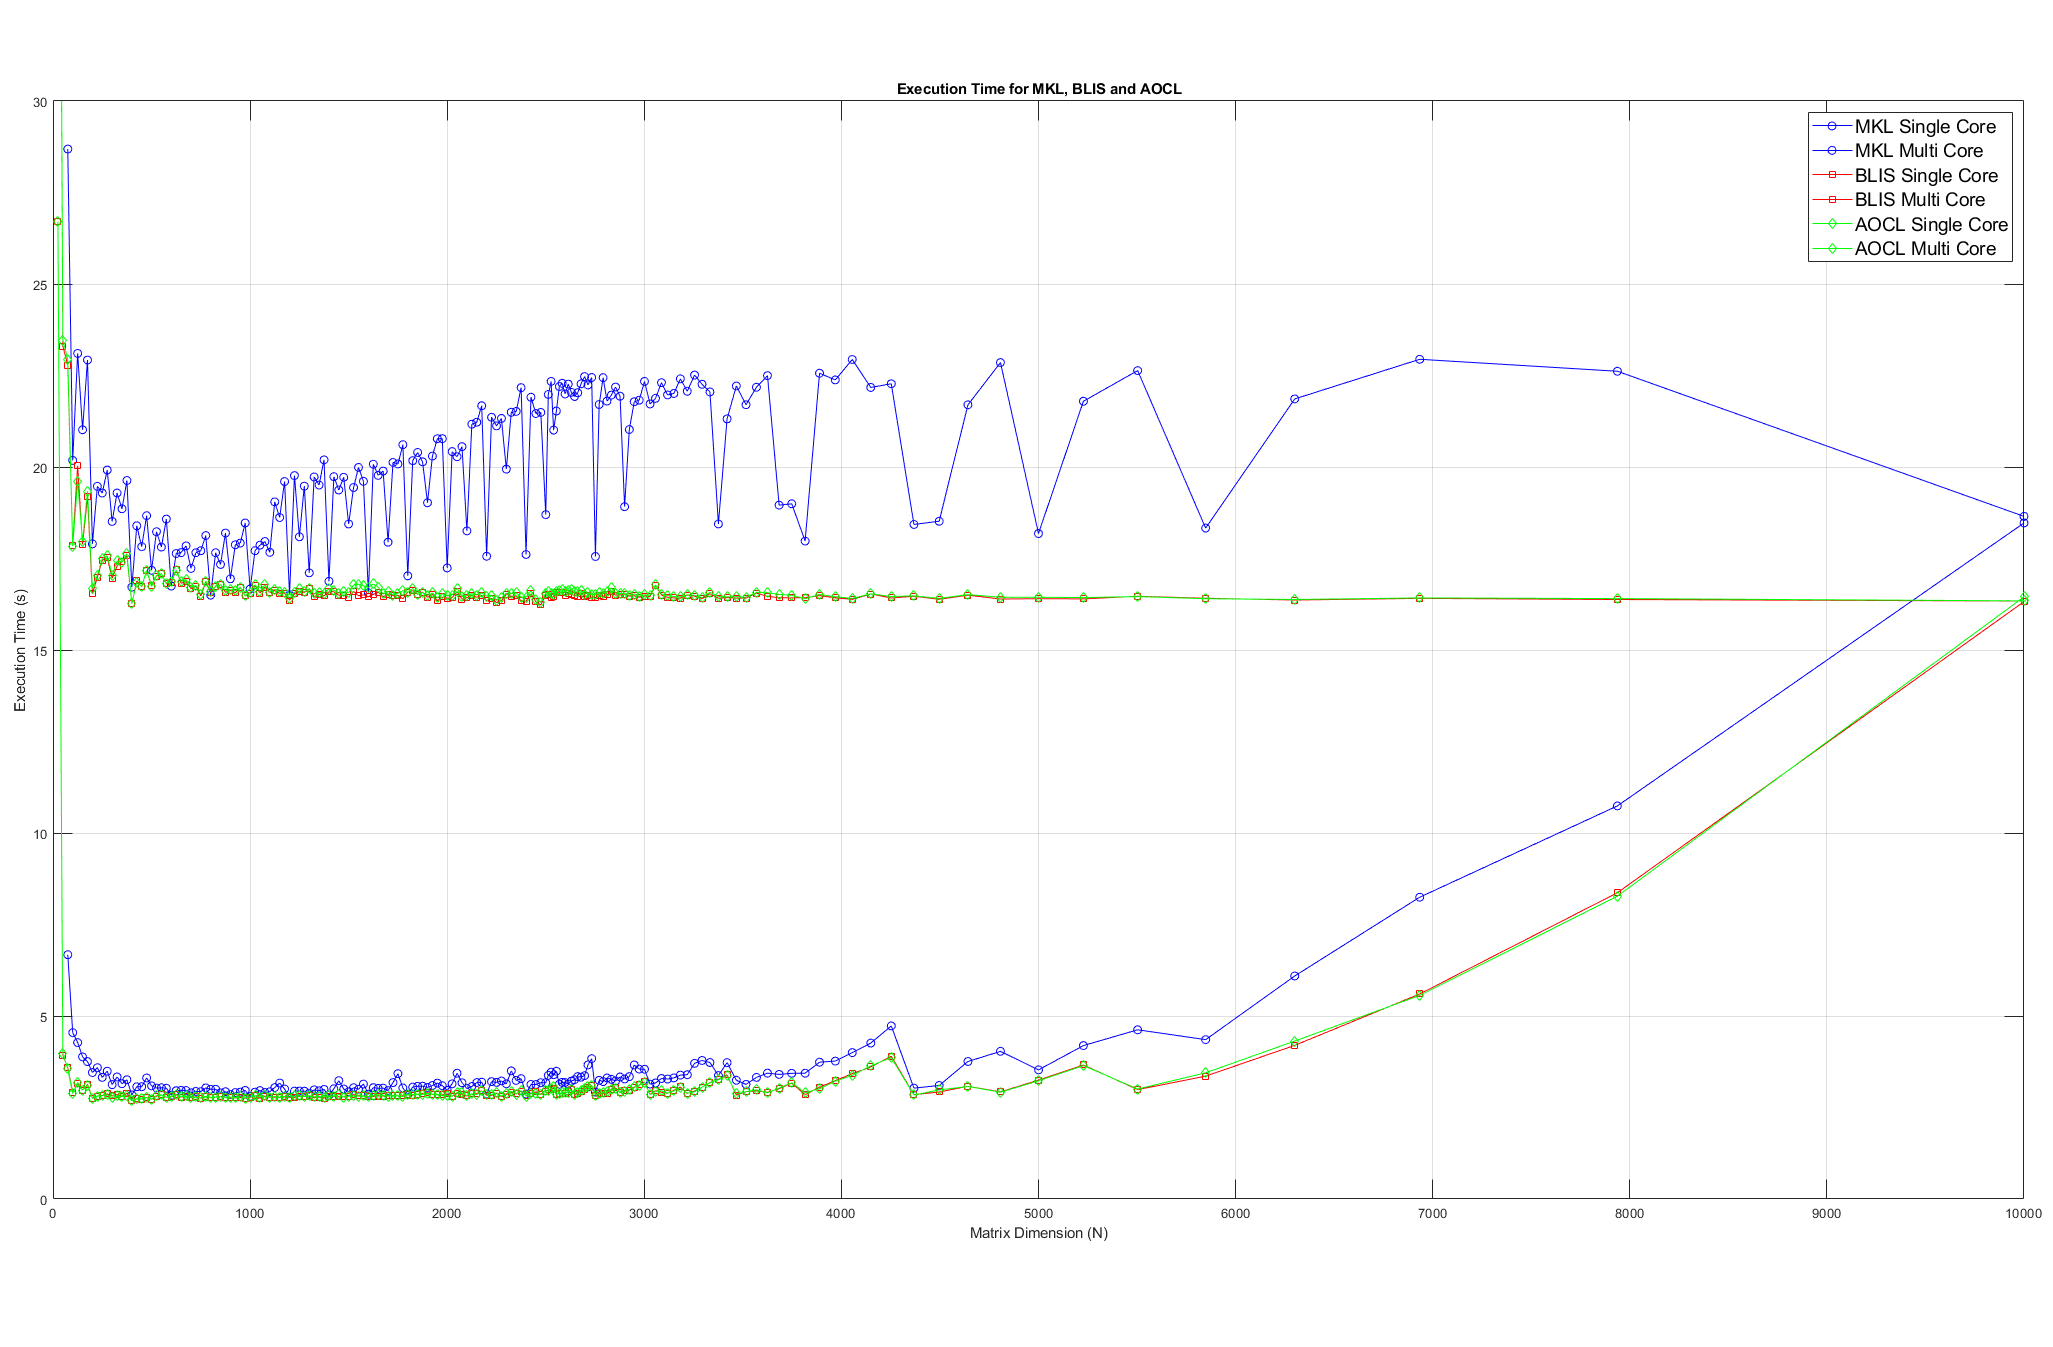 Execution Time for MKL, BLIS and AOCL
30
25
20
15
10
5
0
Execution Time (s)
MKL Single Core
MKL Multi Core
BLIS Single Core
BLIS Multi Core
AOCL Single Core
AOCL Multi Core
0 1000 2000 3000 4000 5000 6000 7000 8000 9000 10000
Matrix Dimension (N)